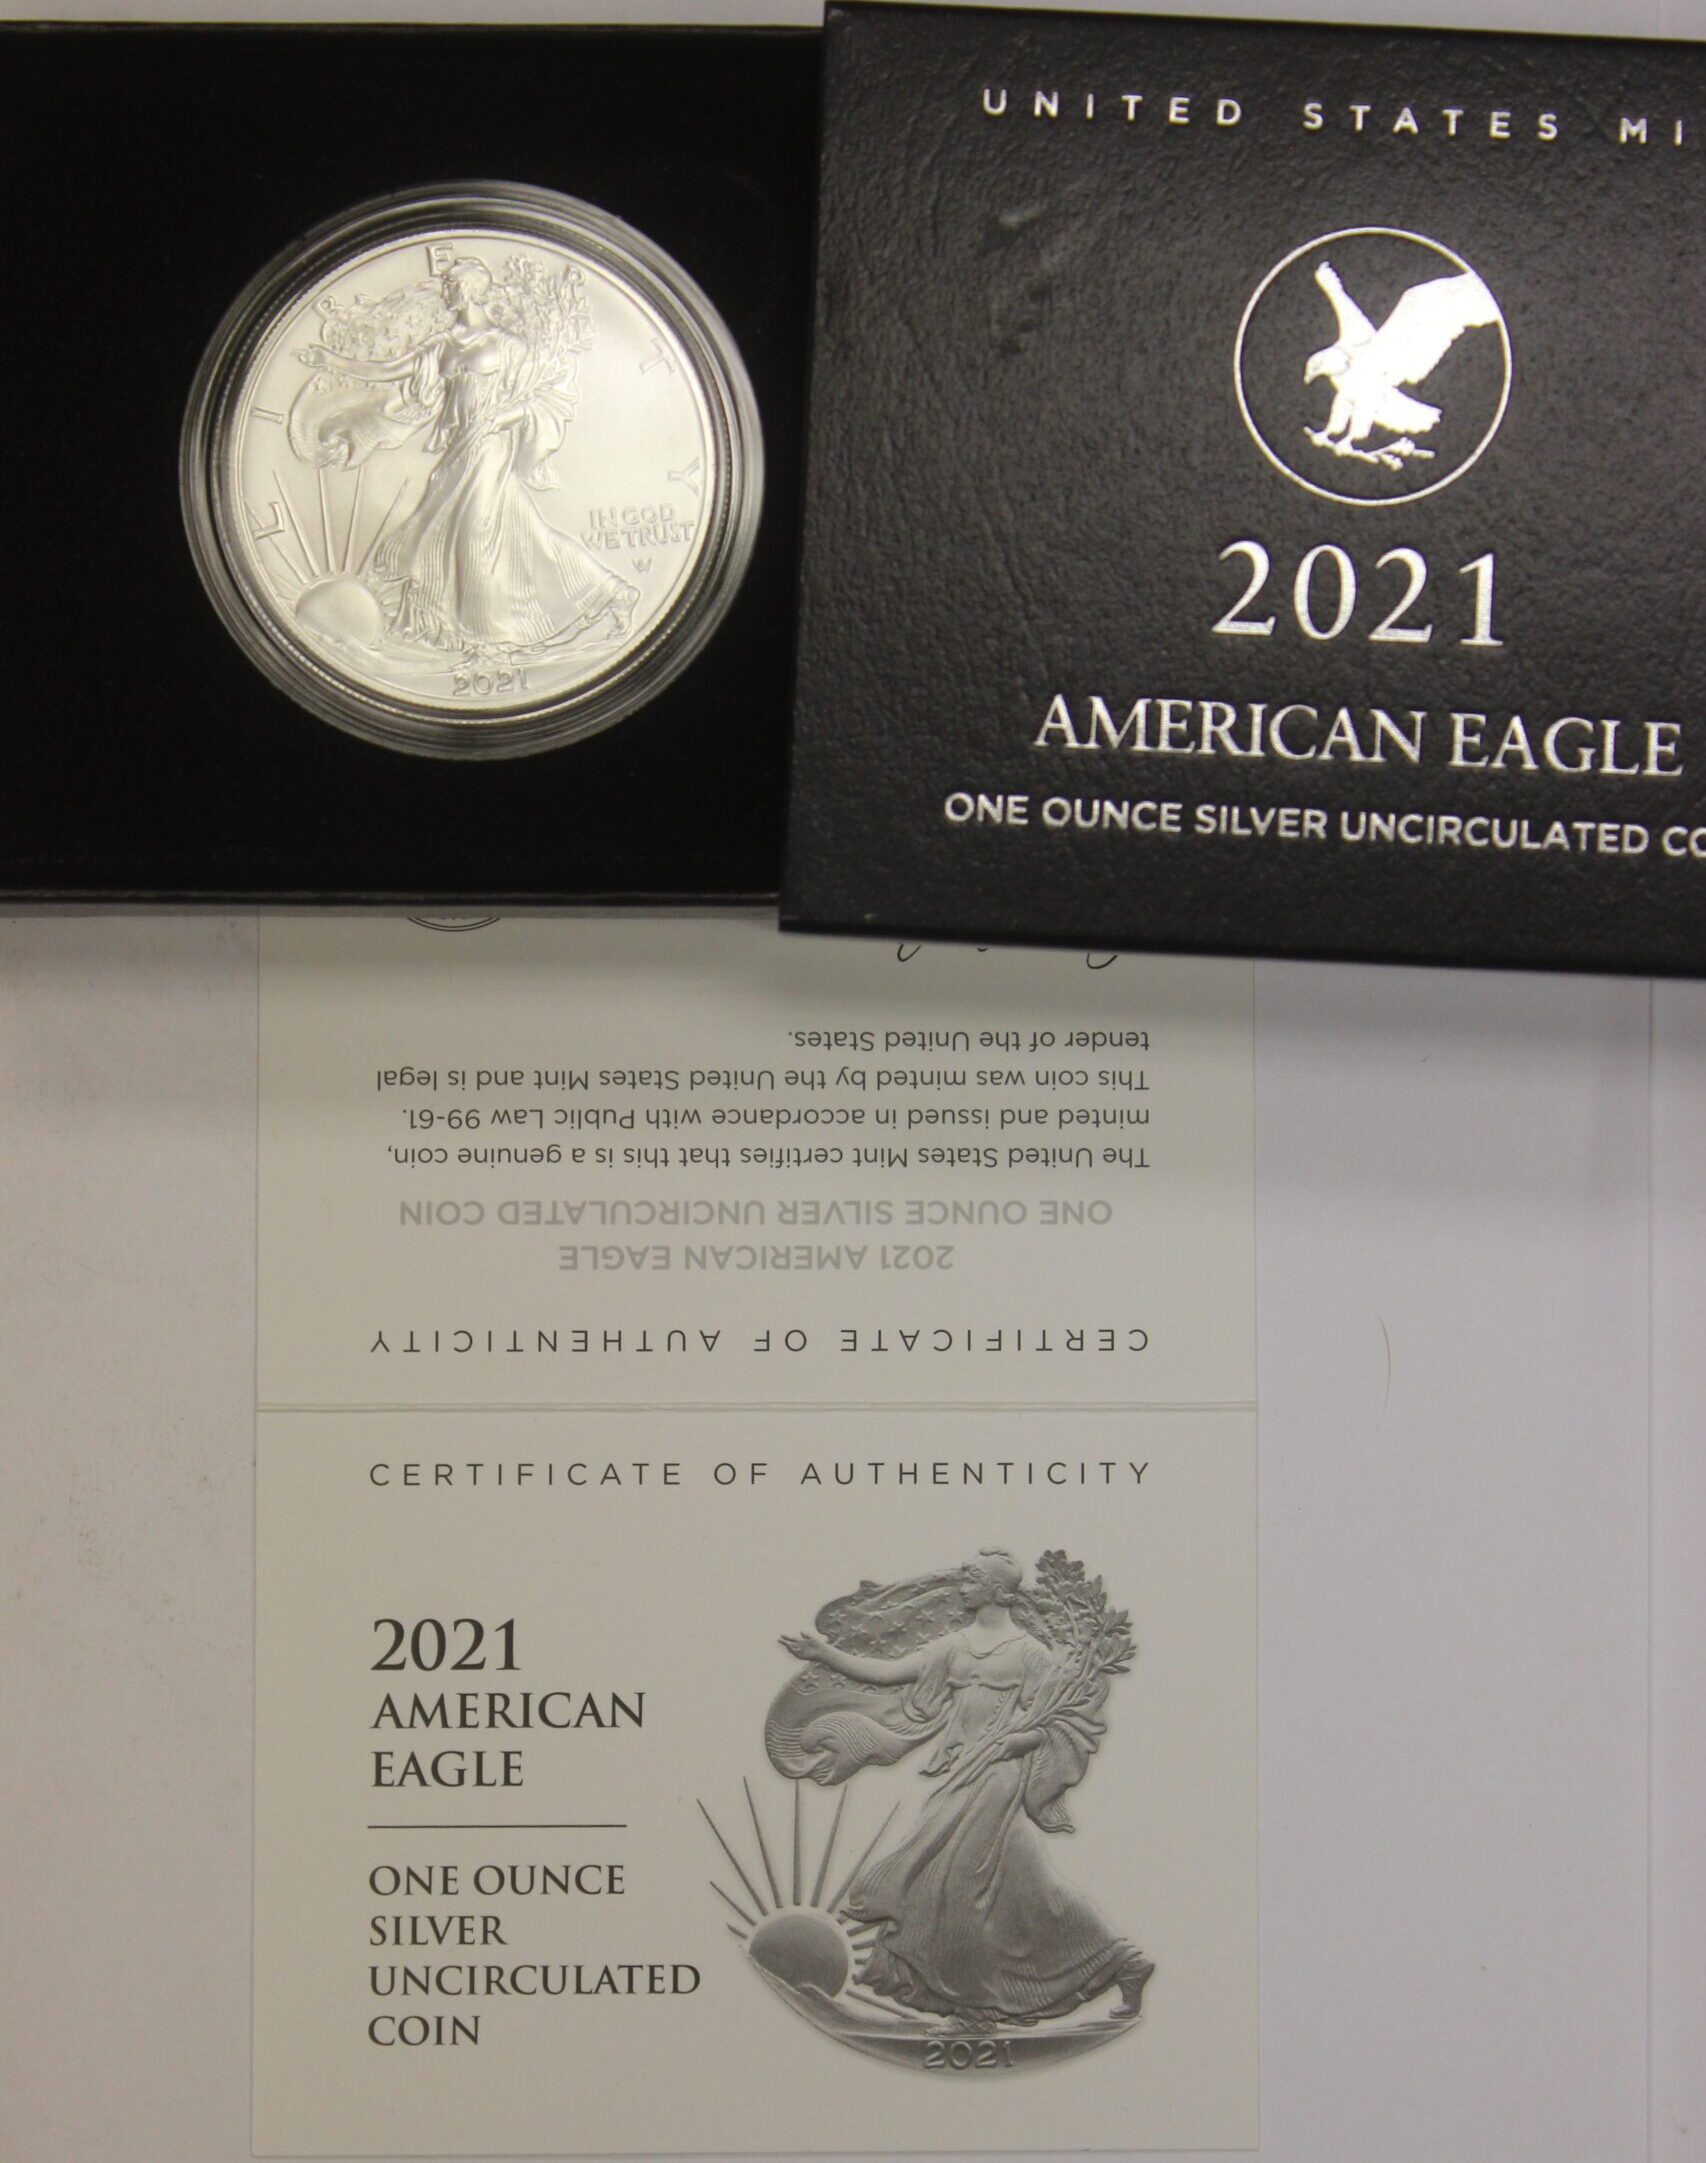 LIBERTY
IN GOD
WE TRUST
W
2021
UNITED STATES MI
2021
AMERICAN EAGLE
ONE OUNCE SILVER UNCIRCULATED CO
CERTIFICATE OF AUTHENTICITY
2021 AMERICAN EAGLE
ONE OUNCE SILVER UNCIRCULATED COIN
The United States Mint certifies that this is a genuine coin,
minted and issued in accordance with Public Law 99-61.
This coin was minted by the United States Mint and is legal
tender of the United States.
CERTIFICATE OF AUTHENTICITY
2021
AMERICAN
EAGLE
ONE OUNCE
SILVER
UNCIRCULATED
COIN
2021